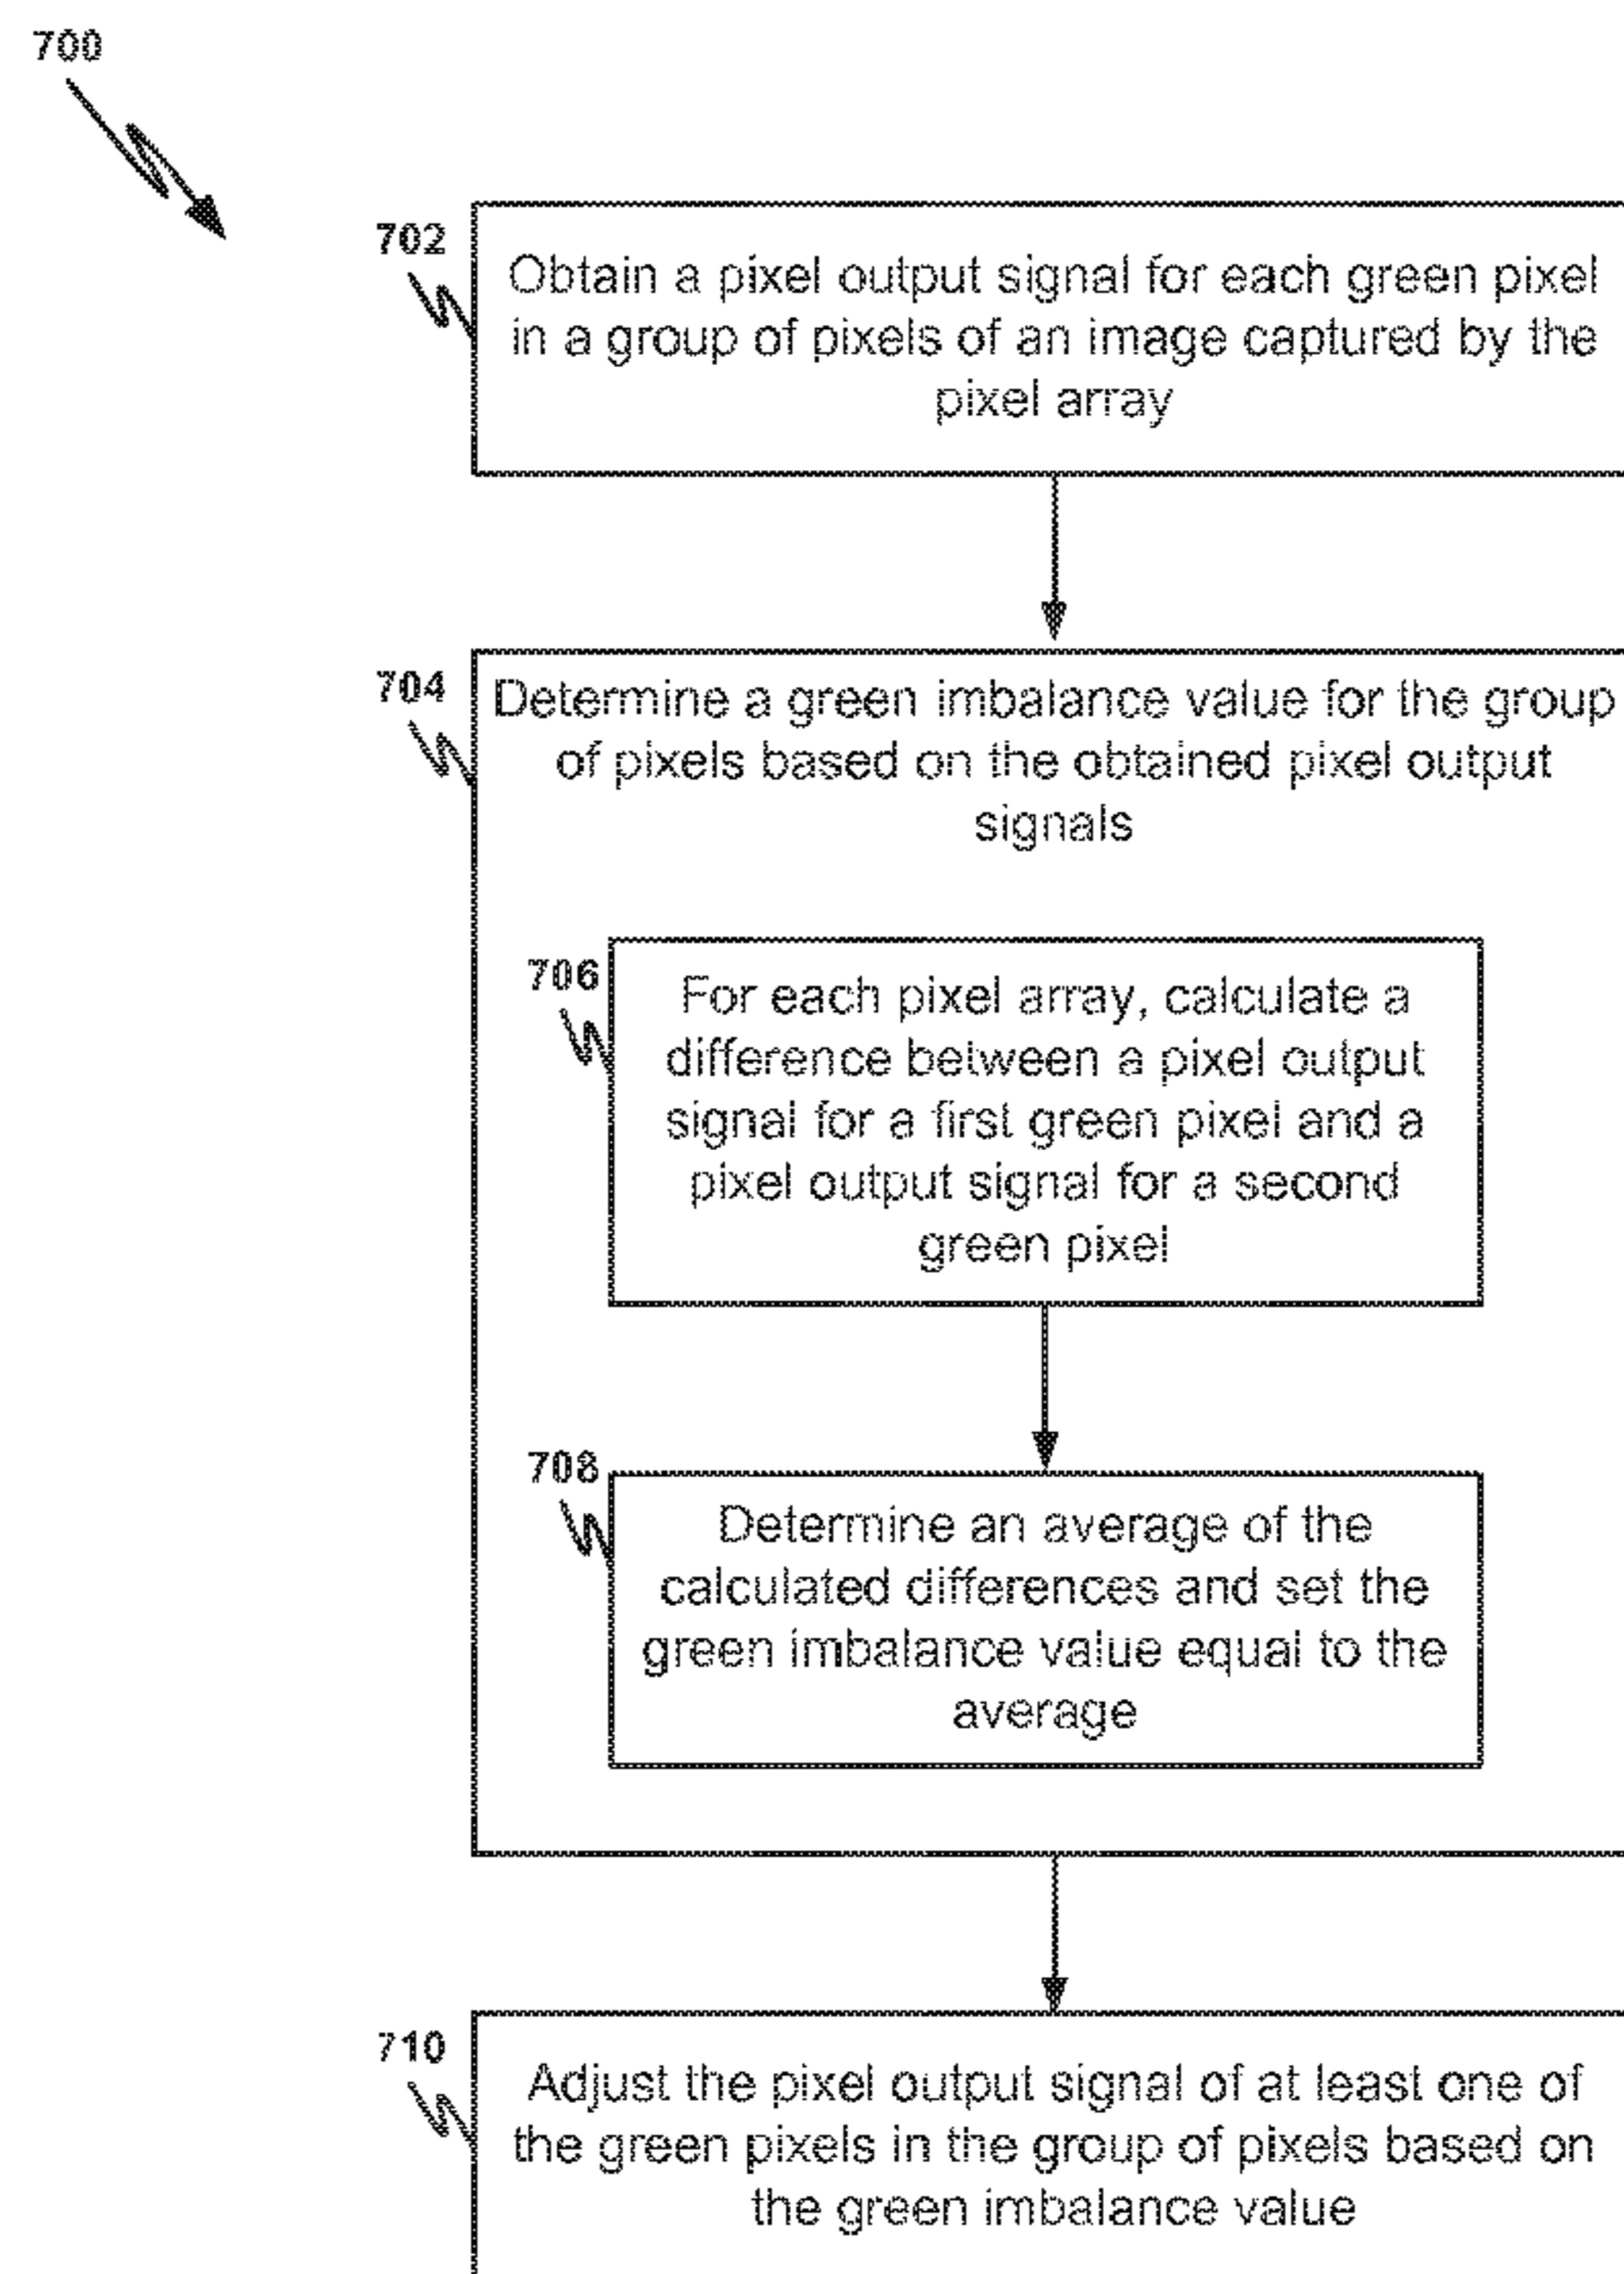 700
702
Obtain a pixel output signal for each green pixel
in a group of pixels of an image captured by the
pixel array
704
Determine a green imbalance value for the group
of pixels based on the obtained pixel output
signals
706
For each pixel array, calculate a
difference between a pixel output
signal for a first green pixel and a
pixel output signal for a second
green pixel
708
Determine an average of the
calculated differences and set the
green imbalance value equal to the
average
710
Adjust the pixel output signal of at least one of
the green pixels in the group of pixels based on
the green imbalance value